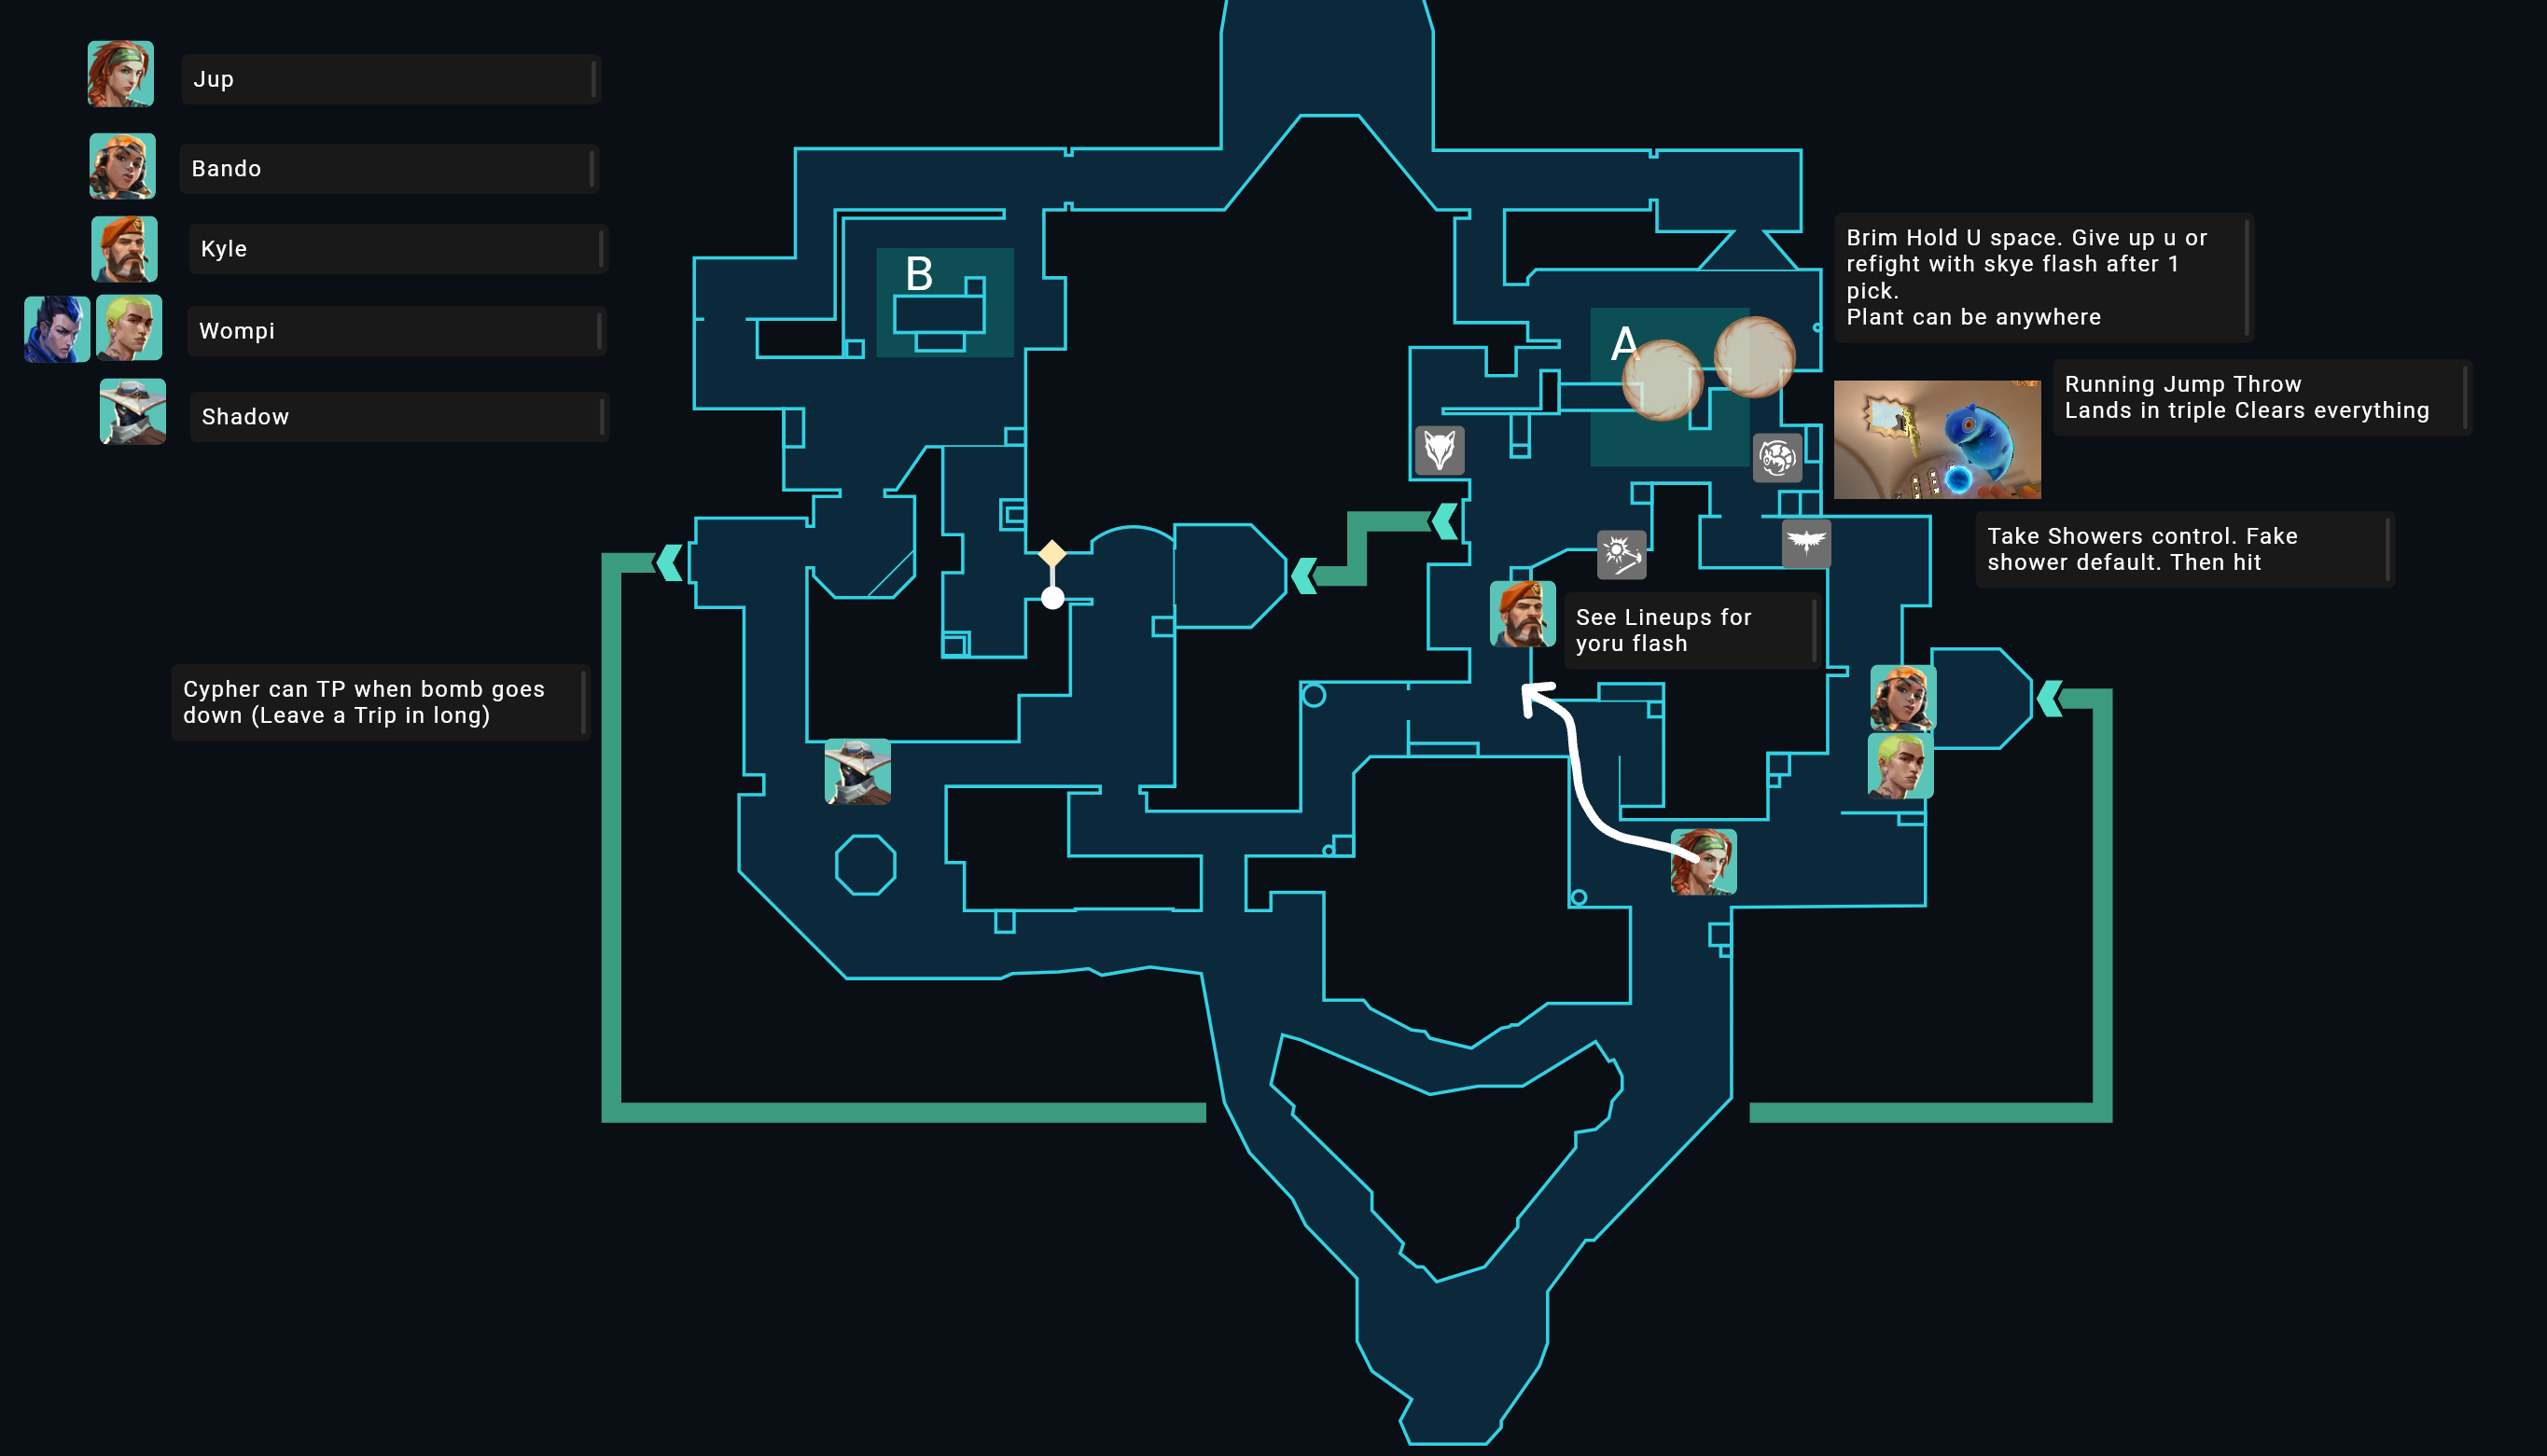 Jup
Bando
Kyle
Wompi
Shadow
B
A
Brim Hold U space. Give up u or
refight with skye flash after 1
pick.
Plant can be anywhere
Running Jump Throw
Lands in triple Clears everything
Take Showers control. Fake
shower default. Then hit
See Lineups for
yoru flash
Cypher can TP when bomb goes
down (Leave a Trip in long)